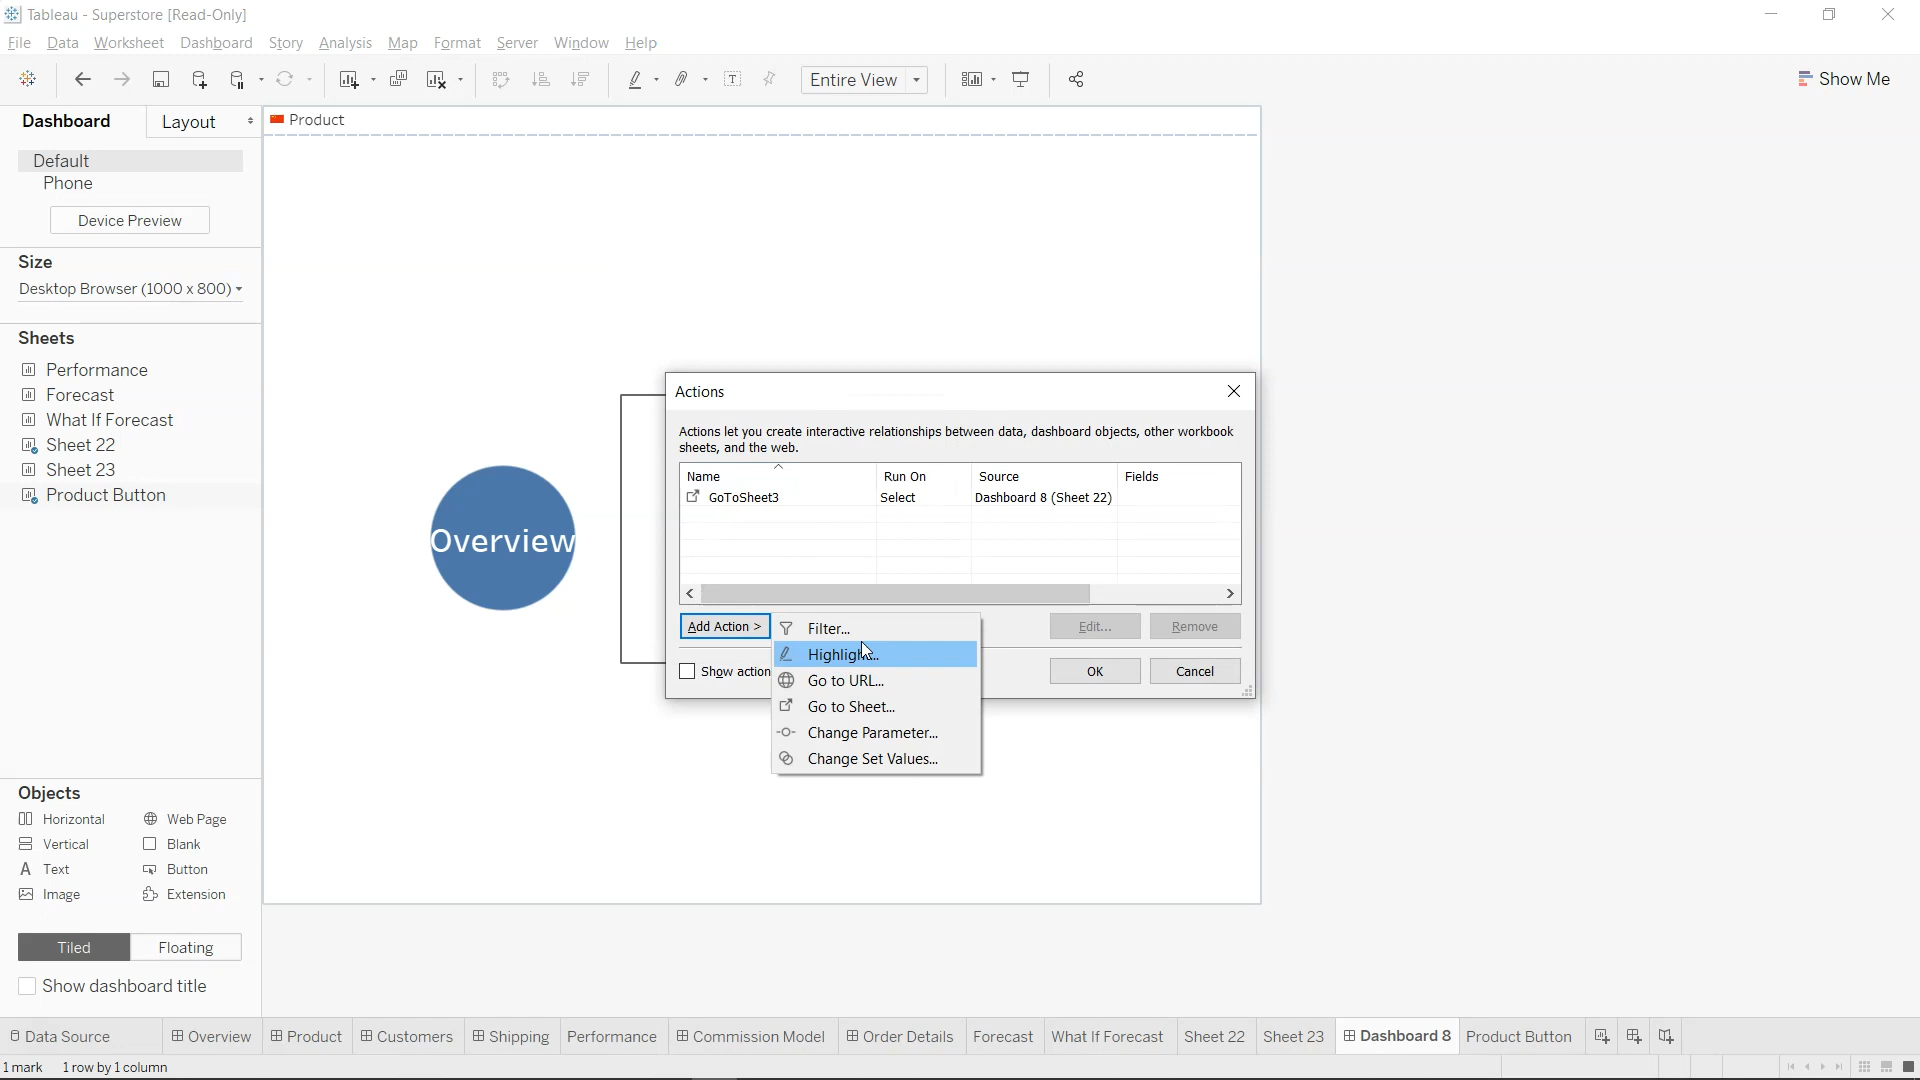 Tableau - Superstore [Read-Only]
File Data Worksheet Dashboard Story Analysis Map Format Server Window Help
Entire View
Show Me
Dashboard Layout
Product
Default
Phone
Device Preview
Size
Desktop Browser (1000 x 800)
Sheets
Performance
Forecast
What If Forecast
Sheet 22
Sheet 23
Product Button
Overview
Actions
Actions let you create interactive relationships between data, dashboard objects, other workbook
sheets, and the web.
Name Run On Source Fields
GoToSheet3 Select Dashboard 8 (Sheet 22)
Add Action > Edit... Remove
Show action OK Cancel
Filter...
Highlight...
Go to URL...
Go to Sheet...
Change Parameter...
Change Set Values...
Objects
Horizontal Web Page
Vertical Blank
Text Button
Image Extension
Tiled Floating
Show dashboard title
Data Source Overview Product Customers Shipping Performance Commission Model Order Details Forecast What If Forecast Sheet 22 Sheet 23 Dashboard 8 Product Button
1 mark 1 row by 1 column